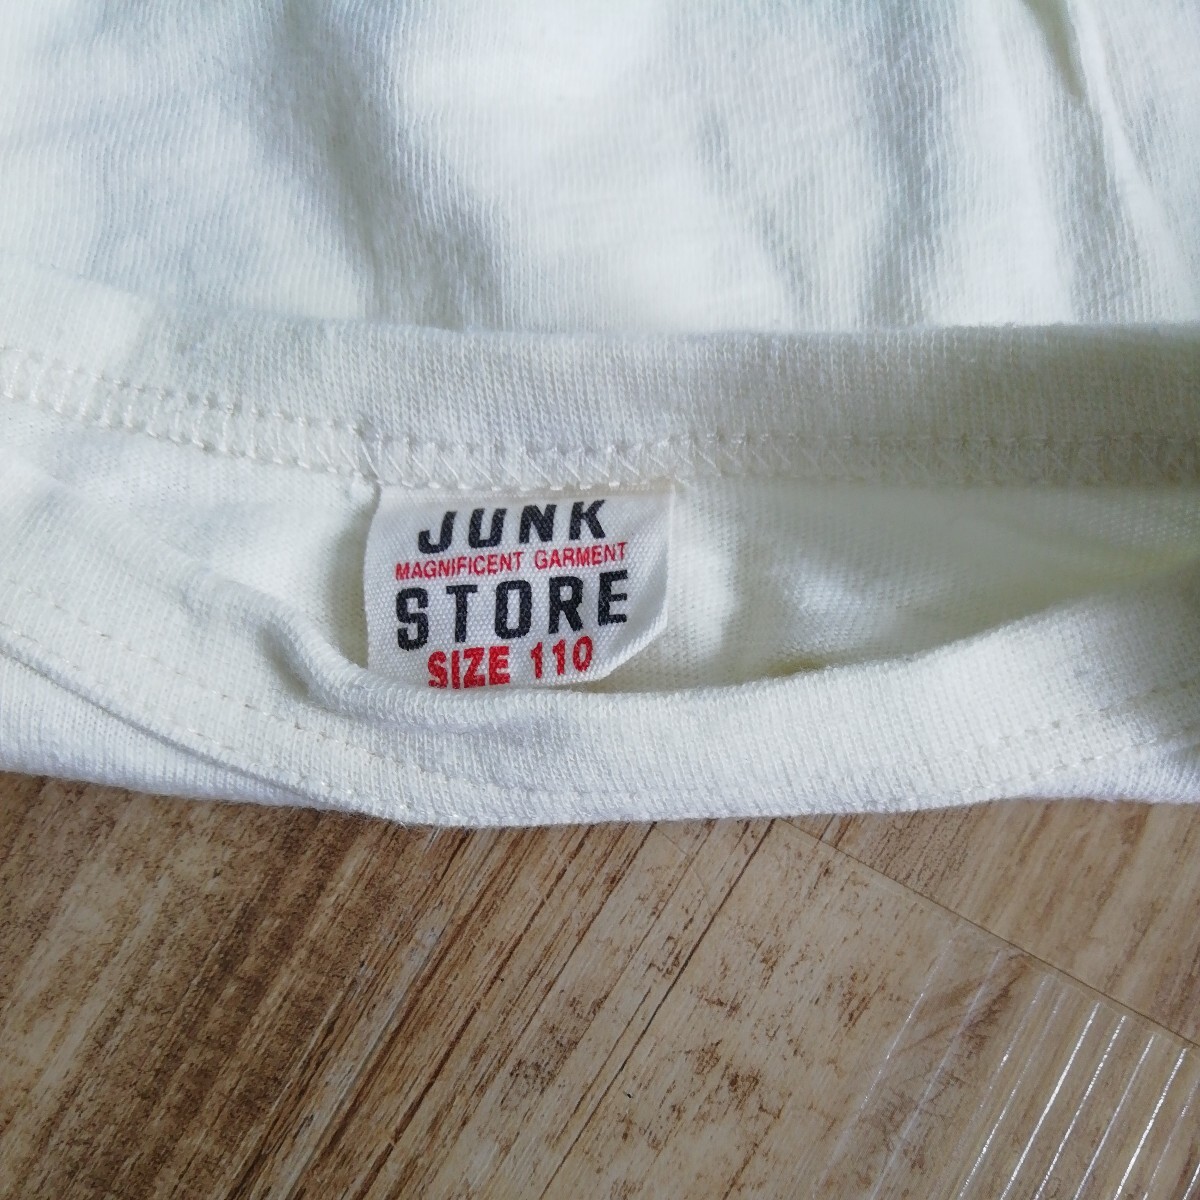 JUNK
MAGNIFICENT GARMENT
STORE
SIZE 110